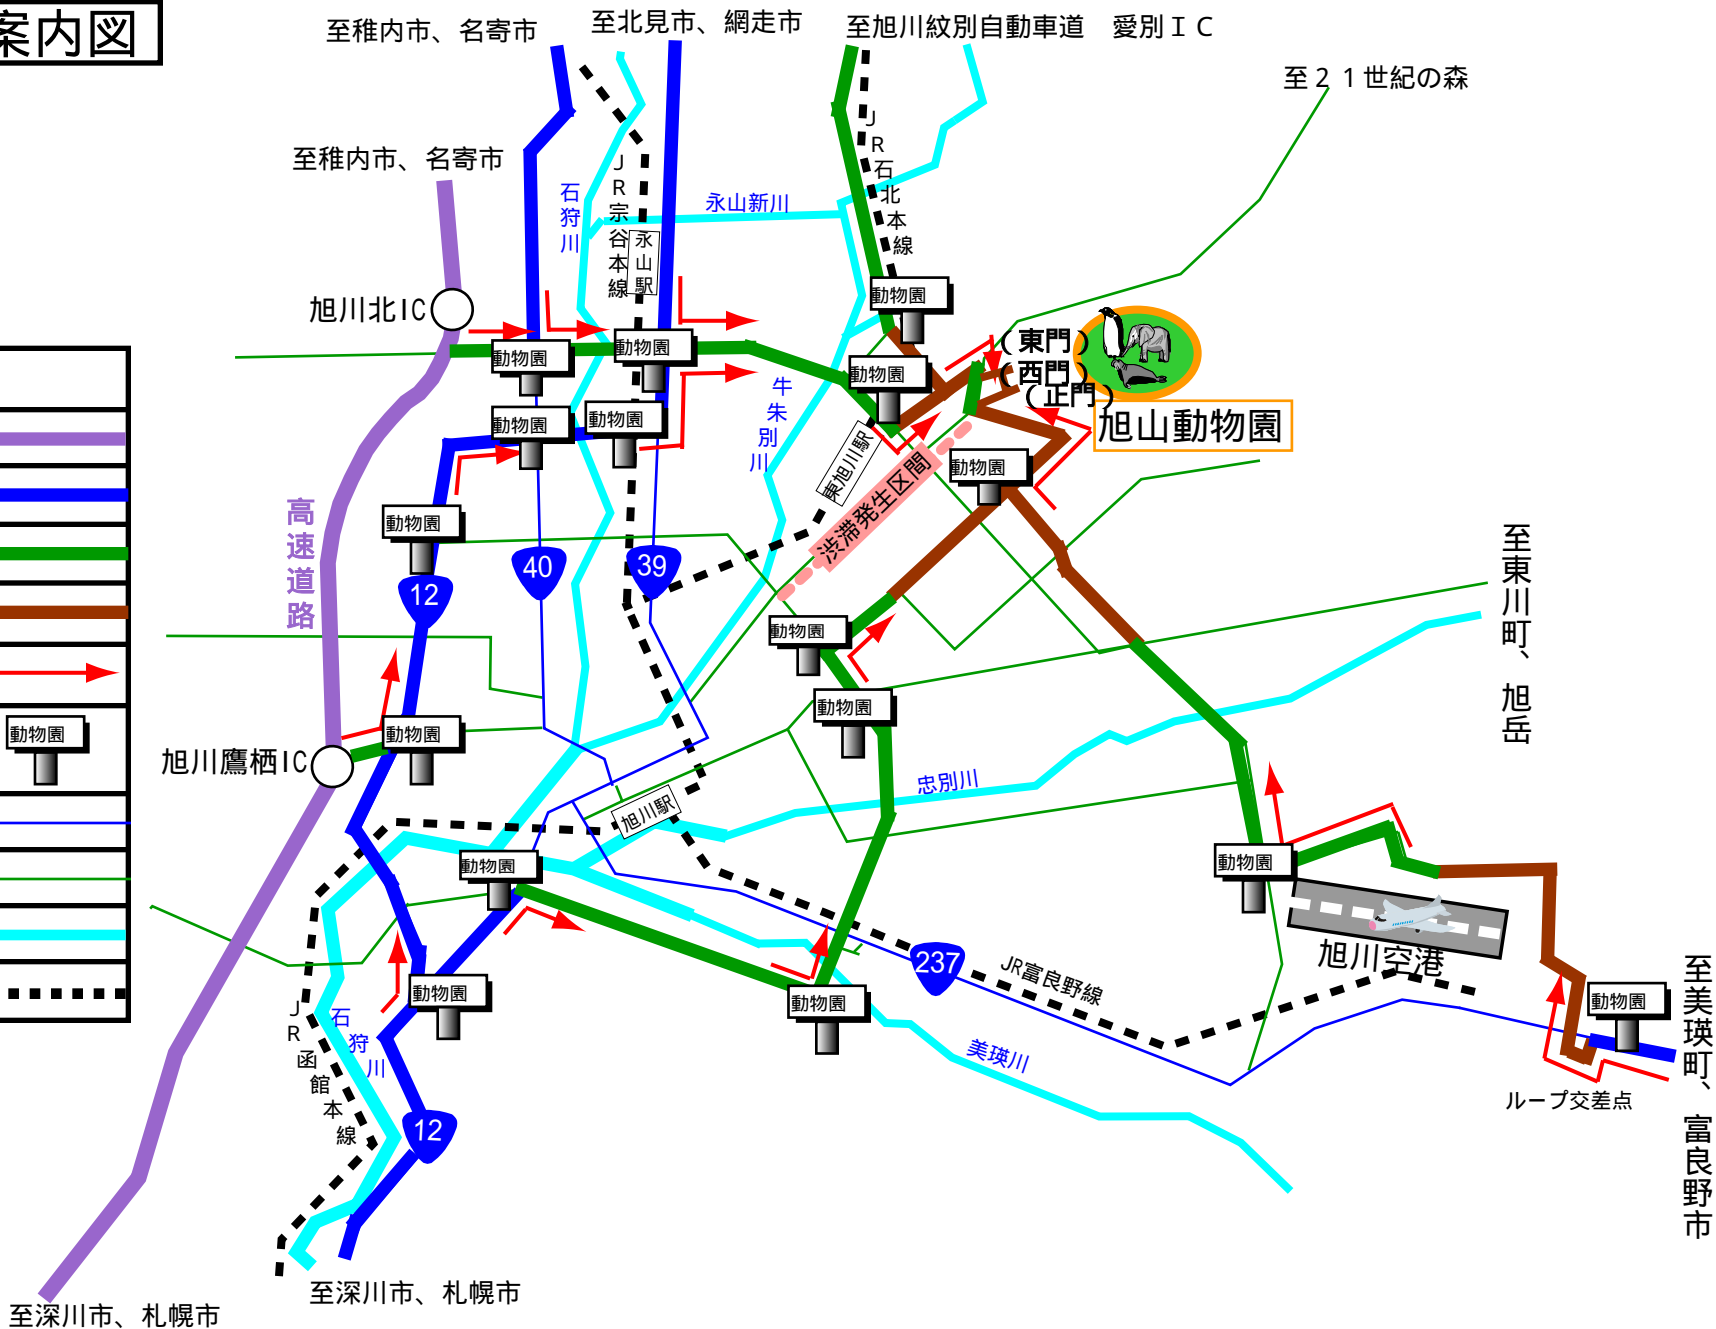 案内図
至稚内市、名寄市
至北見市、網走市
至旭川紋別自動車道　愛別ＩＣ
至２１世紀の森
至稚内市、名寄市
石狩川
JR宗谷本線
永山駅
永山新川
JR石北本線
旭川北IC
動物園
動物園
動物園
動物園
（東門）
（西門）
（正門）
旭山動物園
動物園
動物園
牛朱別川
東旭川駅
渋滞発生区間
動物園
高速道路
動物園
40
39
12
至東川町、旭岳
動物園
動物園
動物園
動物園
旭川鷹栖IC
忠別川
旭川駅
動物園
動物園
旭川空港
237
JR富良野線
動物園
動物園
動物園
至美瑛町、富良野市
JR函館本線
石狩川
美瑛川
ループ交差点
12
至深川市、札幌市
至深川市、札幌市